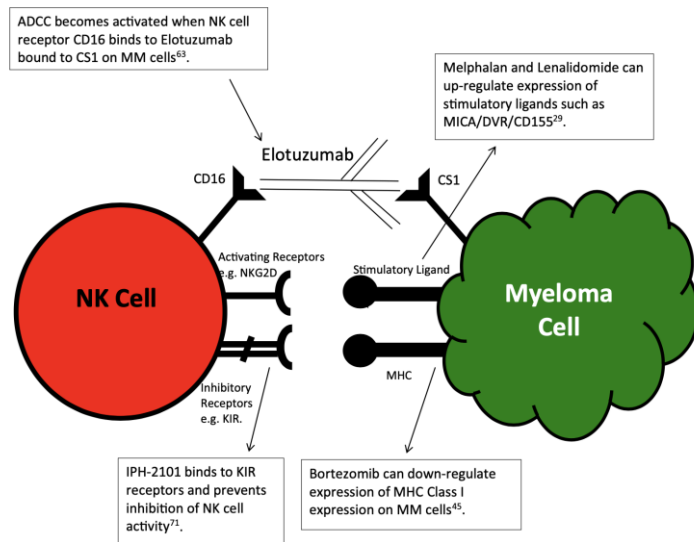 ADCC becomes activated when NK cell
receptor CD16 binds to Elotuzumab
bound to CS1 on MM cells⁶³.
Melphalan and Lenalidomide can
up-regulate expression of
stimulatory ligands such as
MICA/DVR/CD155²⁹.
Elotuzumab
CD16
CS1
Activating Receptors
e.g. NKG2D
Stimulatory Ligand
NK Cell
Myeloma
Cell
MHC
Inhibitory
Receptors
e.g. KIR.
IPH-2101 binds to KIR
receptors and prevents
inhibition of NK cell
activity⁷¹.
Bortezomib can down-regulate
expression of MHC Class I
expression on MM cells⁴⁵.